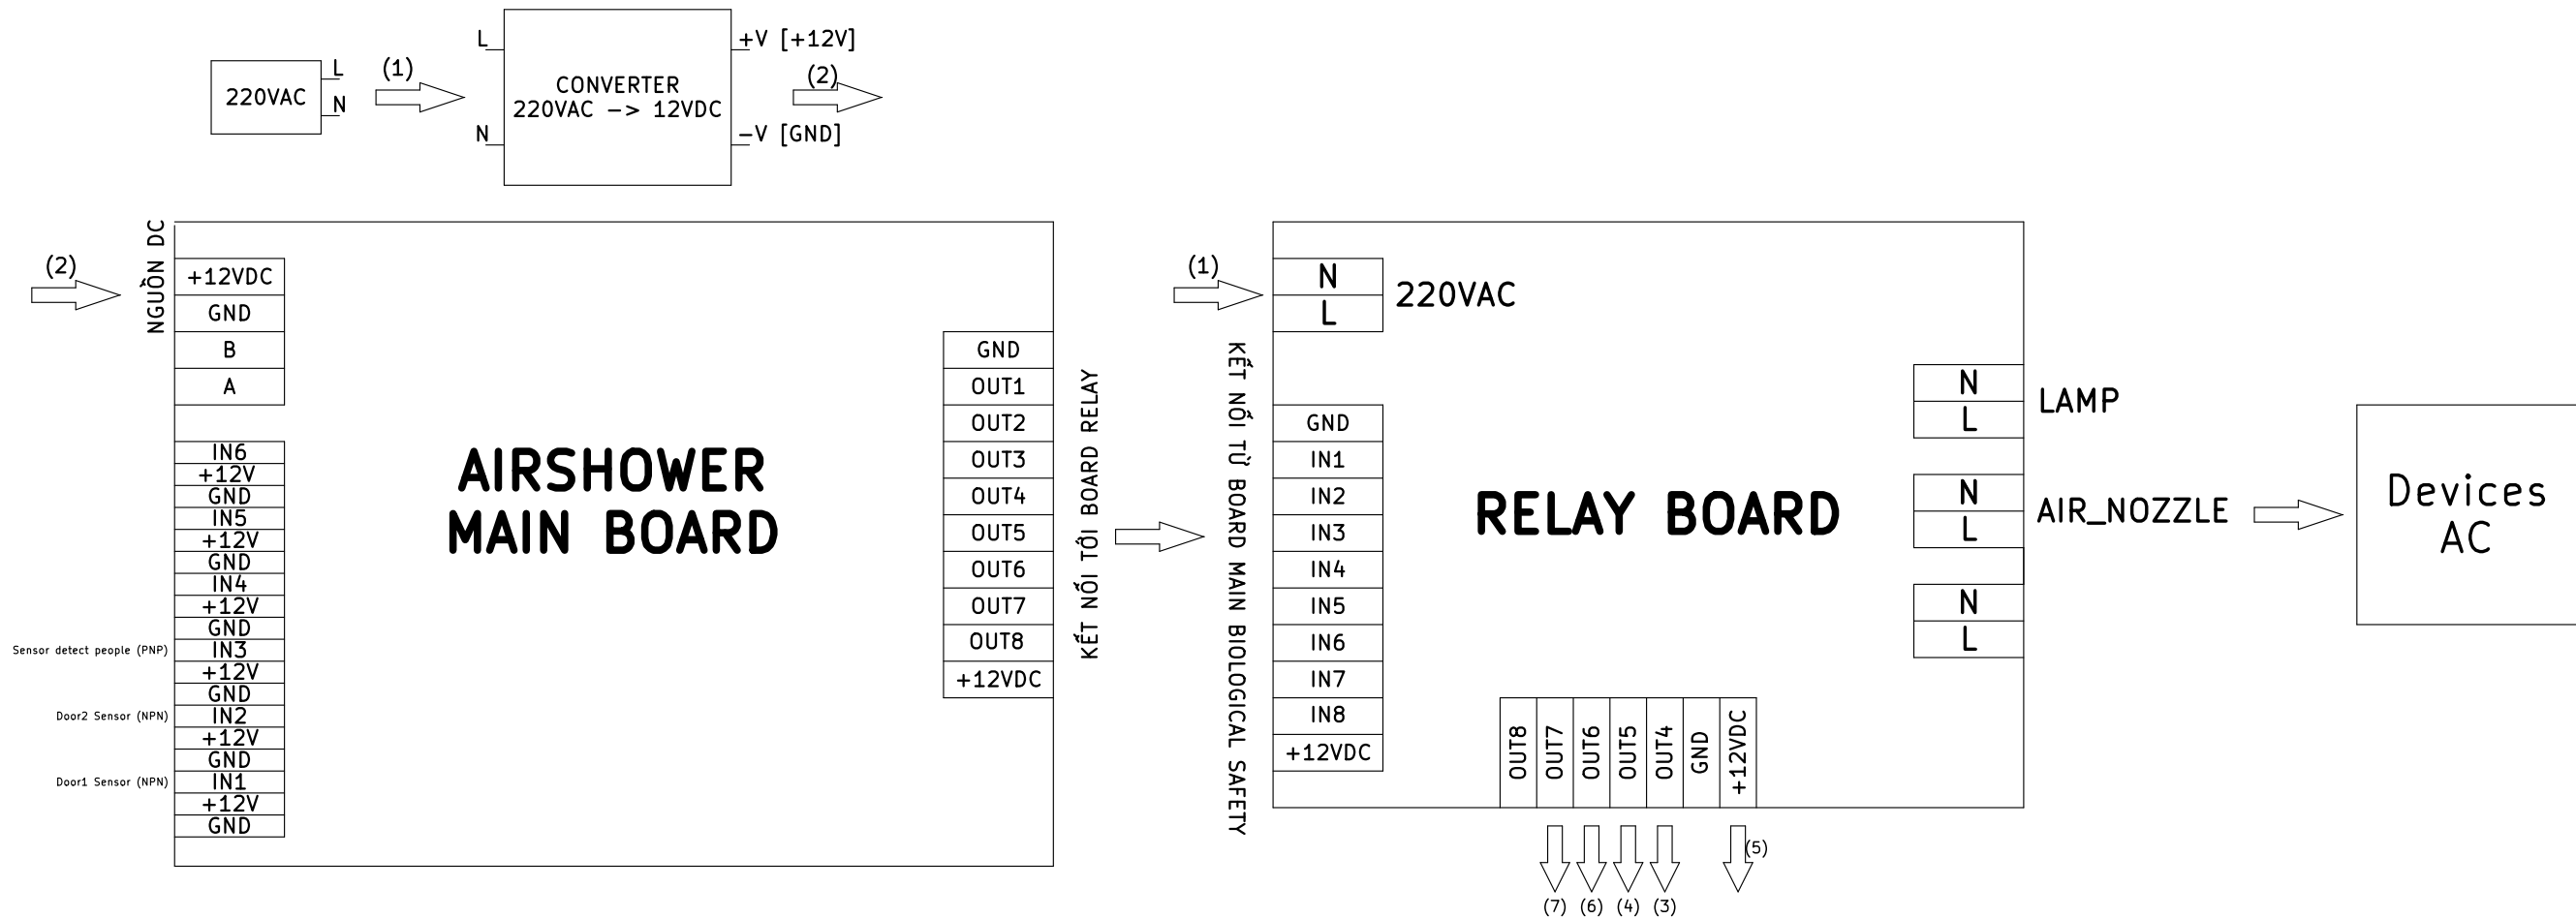 220VAC
L
N
(1)
L
N
CONVERTER
220VAC -> 12VDC
+V [+12V]
-V [GND]
(2)
(2)
NGUỒN DC
+12VDC
GND
B
A
IN6
+12V
GND
IN5
+12V
GND
IN4
+12V
GND
Sensor detect people (PNP)
IN3
+12V
GND
Door2 Sensor (NPN)
IN2
+12V
GND
Door1 Sensor (NPN)
IN1
+12V
GND
AIRSHOWER
MAIN BOARD
GND
OUT1
OUT2
OUT3
OUT4
OUT5
OUT6
OUT7
OUT8
+12VDC
KẾT NỐI TỚI BOARD RELAY
(1)
N
L
220VAC
KẾT NỐI TỪ BOARD MAIN BIOLOGICAL SAFETY
GND
IN1
IN2
IN3
IN4
IN5
IN6
IN7
IN8
+12VDC
RELAY BOARD
N
L
LAMP
N
L
AIR_NOZZLE
N
L
Devices
AC
OUT8
OUT7
OUT6
OUT5
OUT4
GND
+12VDC
(5)
(7)
(6)
(4)
(3)